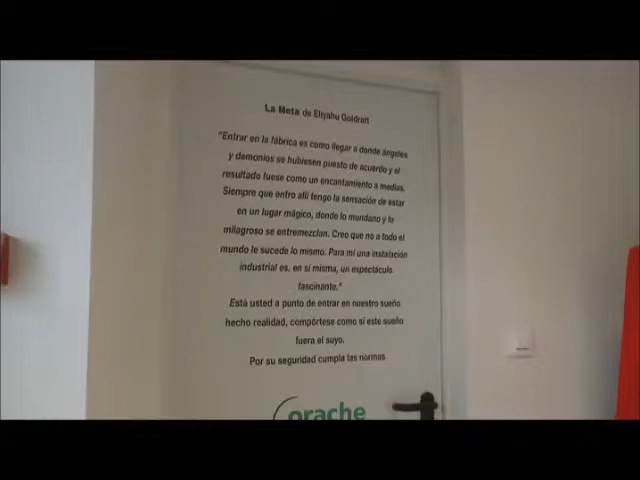 La Meta de Eliyahu Goldratt
"Entrar en la fábrica es como llegar a donde ángeles
y demonios se hubiesen puesto de acuerdo y el
resultado fuese como un encantamiento a medias.
Siempre que entro allí tengo la sensación de estar
en un lugar mágico, donde lo mundano y lo
milagroso se entremezclan. Creo que no a todo el
mundo le sucede lo mismo. Para mí una instalación
industrial es, en sí misma, un espectáculo
fascinante."
Está usted a punto de entrar en nuestro sueño
hecho realidad, compórtese como si este sueño
fuera el suyo.
Por su seguridad cumpla las normas
orache